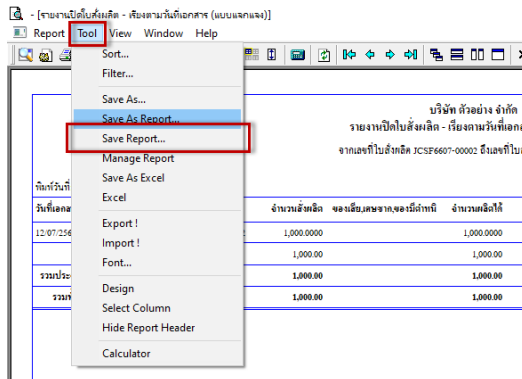 - [รายงานปิดใบสั่งผลิต - เรียงตามวันที่เอกสาร (แบบแจกแจง)]
Report Tool View Window Help
Sort...
Filter...
Save As...
Save As Report...
Save Report...
Manage Report
Save As Excel
Excel
Export !
Import !
Font...
Design
Select Column
Hide Report Header
Calculator
บริษัท ตัวอย่าง จำกัด
รายงานปิดใบสั่งผลิต - เรียงตามวันที่เอก
จากเลขที่ใบสั่งผลิต JCSF6607-00002 ถึงเลขที่ใบ
พิมพ์วันที่
วันที่เอกส จำนวนสั่งผลิต ของเสีย,เศษซาก,ของมีตำหนิ จำนวนผลิตได้
12/07/256 2 1,000.0000 1,000.0000
1,000.00 1,000.00
รวมประ 1,000.00 1,000.00
รวมทั 1,000.00 1,000.00